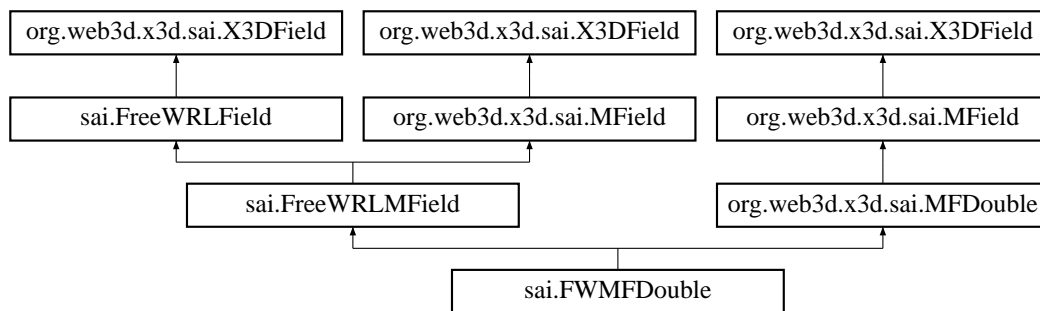 org.web3d.x3d.sai.X3DField
org.web3d.x3d.sai.X3DField
org.web3d.x3d.sai.X3DField
sai.FreeWRLField
org.web3d.x3d.sai.MField
org.web3d.x3d.sai.MField
sai.FreeWRLMField
org.web3d.x3d.sai.MFDouble
sai.FWMFDouble